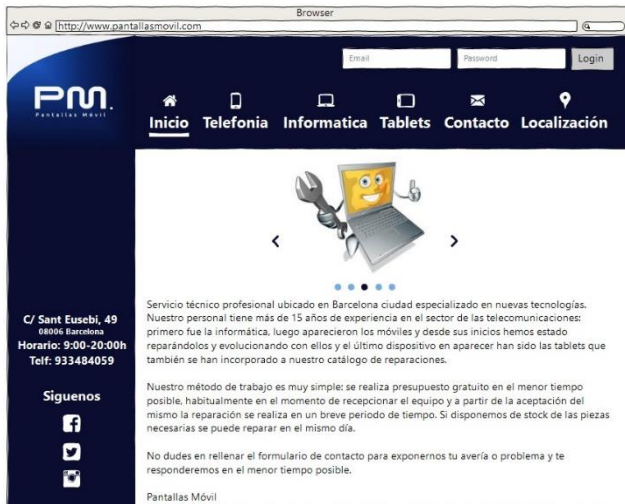 Browser
http://www.pantallasmovil.com
Email
Password
Login
PM.
Pantallas Móvil
Inicio
Telefonia
Informatica
Tablets
Contacto
Localización
Servicio técnico profesional ubicado en Barcelona ciudad especializado en nuevas tecnologías.
Nuestro personal tiene más de 15 años de experiencia en el sector de las telecomunicaciones:
primero fue la informática, luego aparecieron los móviles y desde sus inicios hemos estado
reparándolos y evolucionando con ellos y el último dispositivo en aparecer han sido las tablets que
también se han incorporado a nuestro catálogo de reparaciones.
Nuestro método de trabajo es muy simple: se realiza presupuesto gratuito en el menor tiempo
posible, habitualmente en el momento de recepcionar el equipo y a partir de la aceptación del
mismo la reparación se realiza en un breve periodo de tiempo. Si disponemos de stock de las piezas
necesarias se puede reparar en el mismo día.
No dudes en rellenar el formulario de contacto para exponernos tu avería o problema y te
responderemos en el menor tiempo posible.
Pantallas Móvil
C/ Sant Eusebi, 49
08006 Barcelona
Horario: 9:00-20:00h
Telf: 933484059
Siguenos